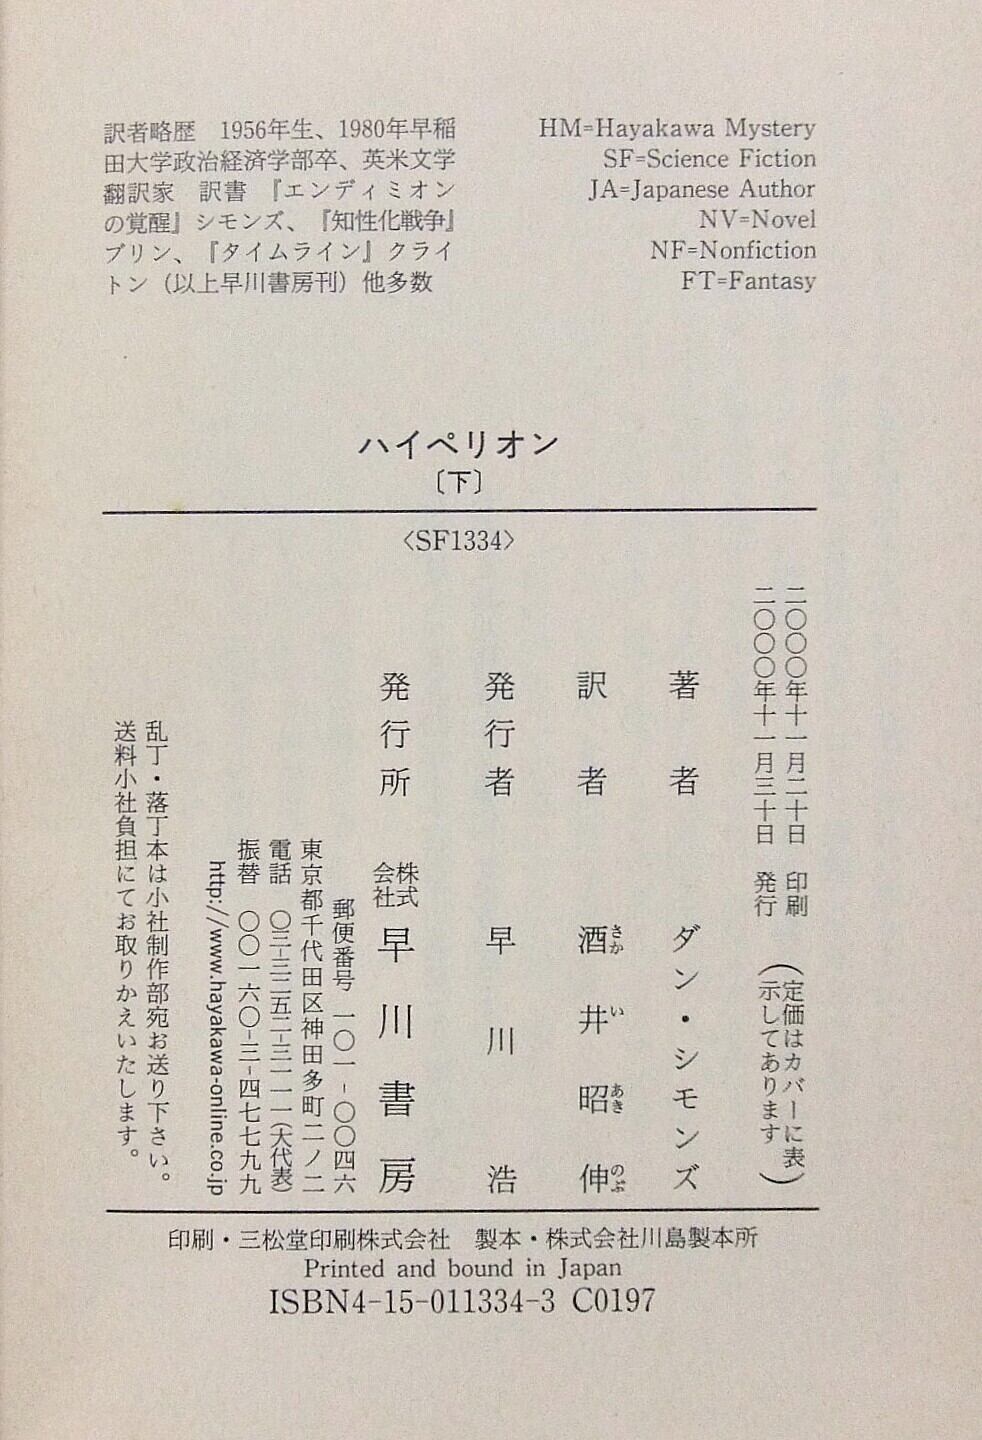 訳者略歴　1956年生、1980年早稲
田大学政治経済学部卒、英米文学
翻訳家　訳書『エンディミオン
の覚醒』シモンズ、『知性化戦争』
ブリン、『タイムライン』クライ
トン（以上早川書房刊）他多数
HM=Hayakawa Mystery
SF=Science Fiction
JA=Japanese Author
NV=Novel
NF=Nonfiction
FT=Fantasy
ハイペリオン
〔下〕
〈SF1334〉
二〇〇〇年十一月二十日　印刷
二〇〇〇年十一月三十日　発行
（定価はカバーに表
示してあります）
著者　ダン・シモンズ
訳者　酒井昭伸
さかいあきのぶ
発行者　早川浩
発行所　株式会社早川書房
郵便番号　一〇一-〇〇四六
東京都千代田区神田多町二ノ二
電話　〇三-三二五二-三一一一（大代表）
振替　〇〇一六〇-三-四七七九九
http://www.hayakawa-online.co.jp
乱丁・落丁本は小社制作部宛お送り下さい。
送料小社負担にてお取りかえいたします。
印刷・三松堂印刷株式会社　製本・株式会社川島製本所
Printed and bound in Japan
ISBN4-15-011334-3 C0197